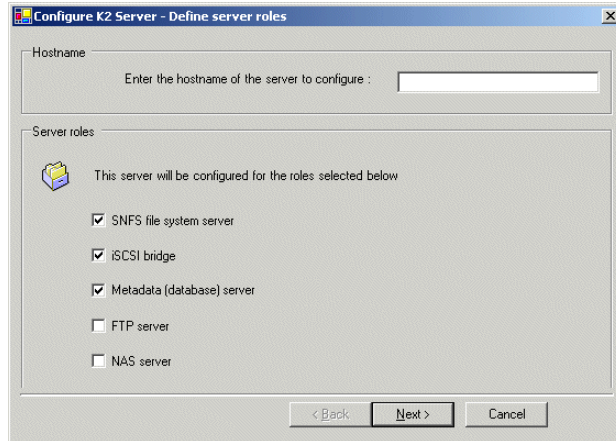 Configure K2 Server - Define server roles
Hostname
Enter the hostname of the server to configure :
Server roles
This server will be configured for the roles selected below
SNFS file system server
iSCSI bridge
Metadata (database) server
FTP server
NAS server
< Back
Next >
Cancel